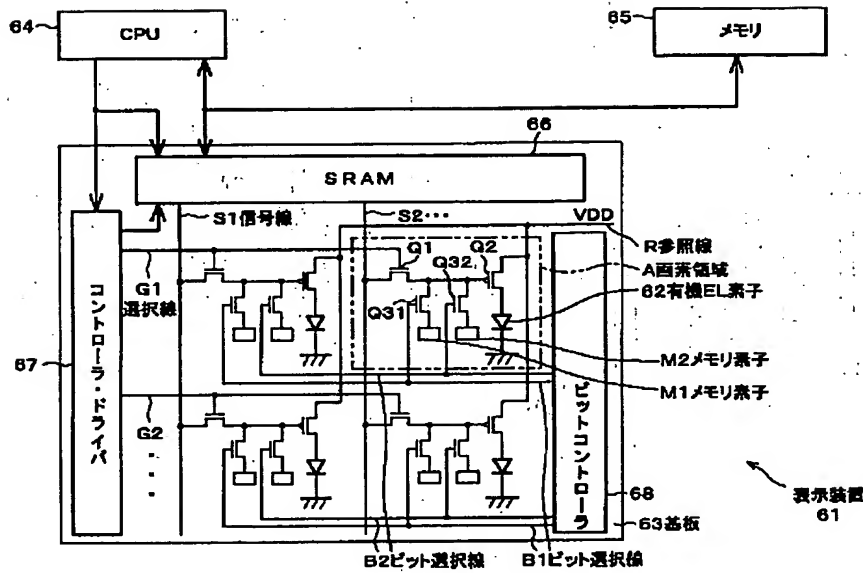 64
CPU
65
メモリ
66
SRAM
S1信号線
S2・・・
VDD
R参照線
A画素領域
62有機EL素子
M2メモリ素子
M1メモリ素子
Q1
Q2
Q32
Q31
G1
選択線
67
コントローラ・ドライバ
G2
ビットコントローラ
68
63基板
表示装置
61
B2ビット選択線
B1ビット選択線